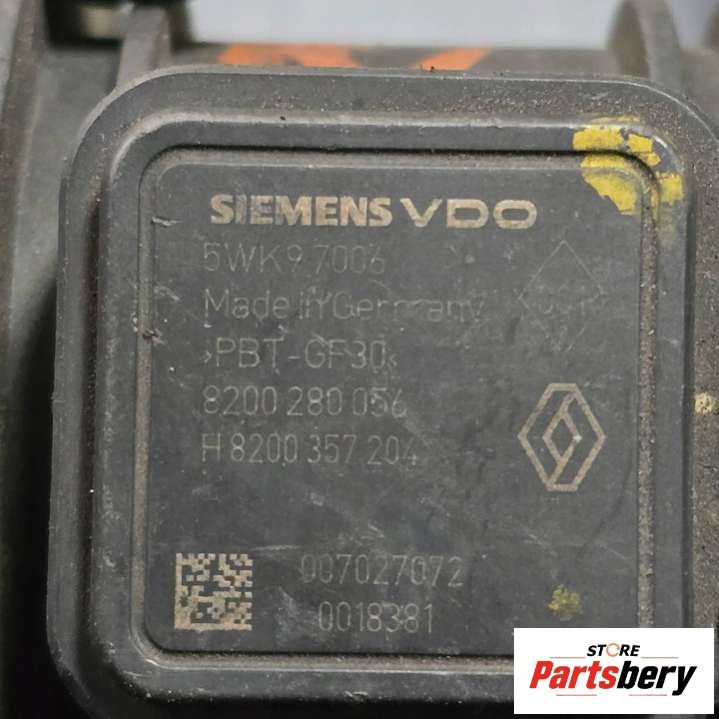 SIEMENS VDO
5WK9 7006
Made in Germany
>PBT-GF30<
8200 280 056
H 8200 357 204
007027072
0018381
STORE
Partsbery